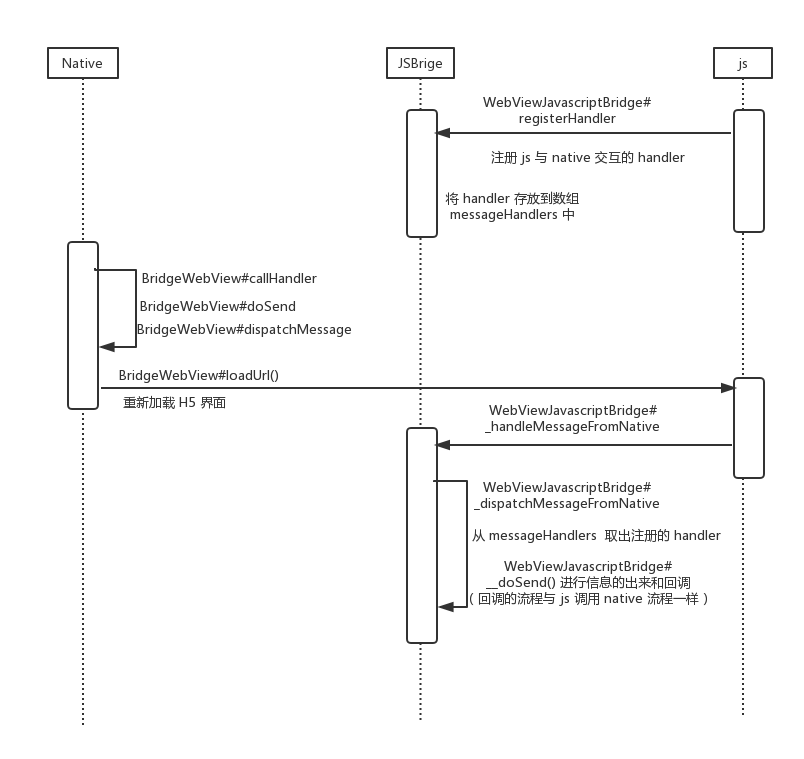 Native
JSBrige
js
WebViewJavascriptBridge#
registerHandler
注册 js 与 native 交互的 handler
将 handler 存放到数组
messageHandlers 中
BridgeWebView#callHandler
BridgeWebView#doSend
BridgeWebView#dispatchMessage
BridgeWebView#loadUrl()
重新加载 H5 界面
WebViewJavascriptBridge#
_handleMessageFromNative
WebViewJavascriptBridge#
_dispatchMessageFromNative
从 messageHandlers 取出注册的 handler
WebViewJavascriptBridge#
__doSend() 进行信息的出来和回调
（ 回调的流程与 js 调用 native 流程一样 ）